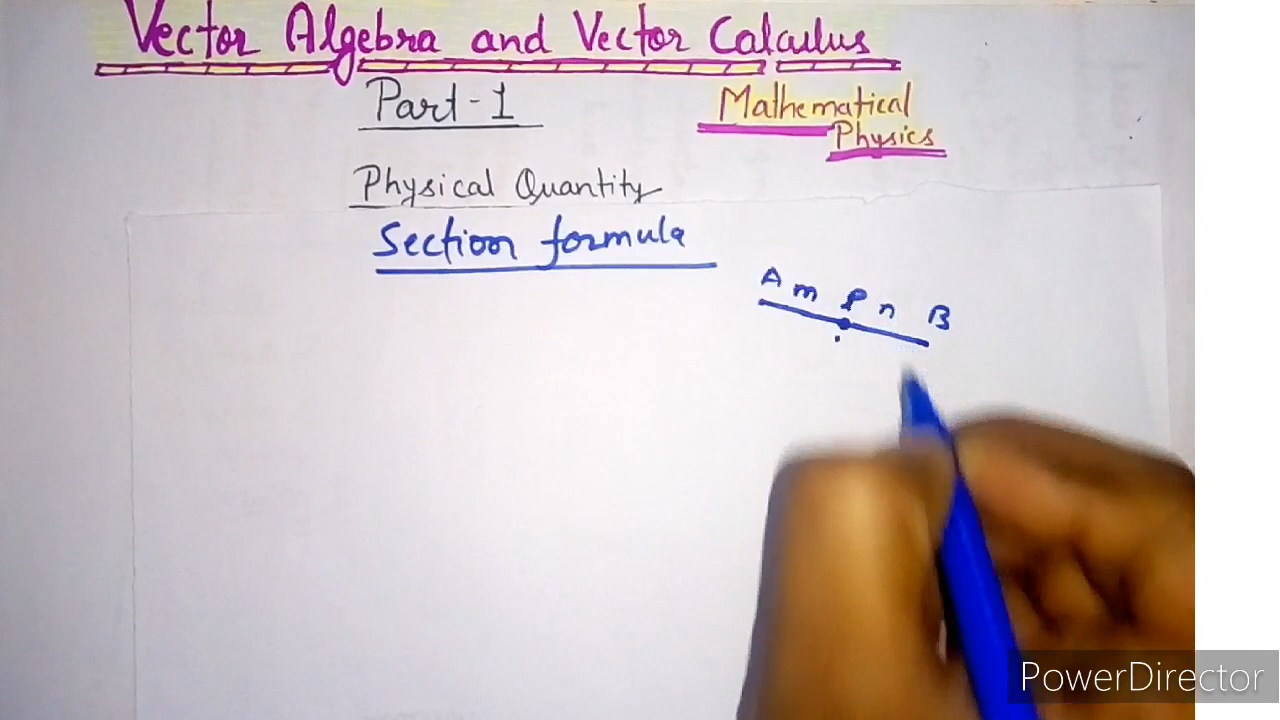 Vector Algebra and Vector Calculus
Part-1
Mathematical
Physics
Physical Quantity
Section formula
A m P n B
PowerDirector